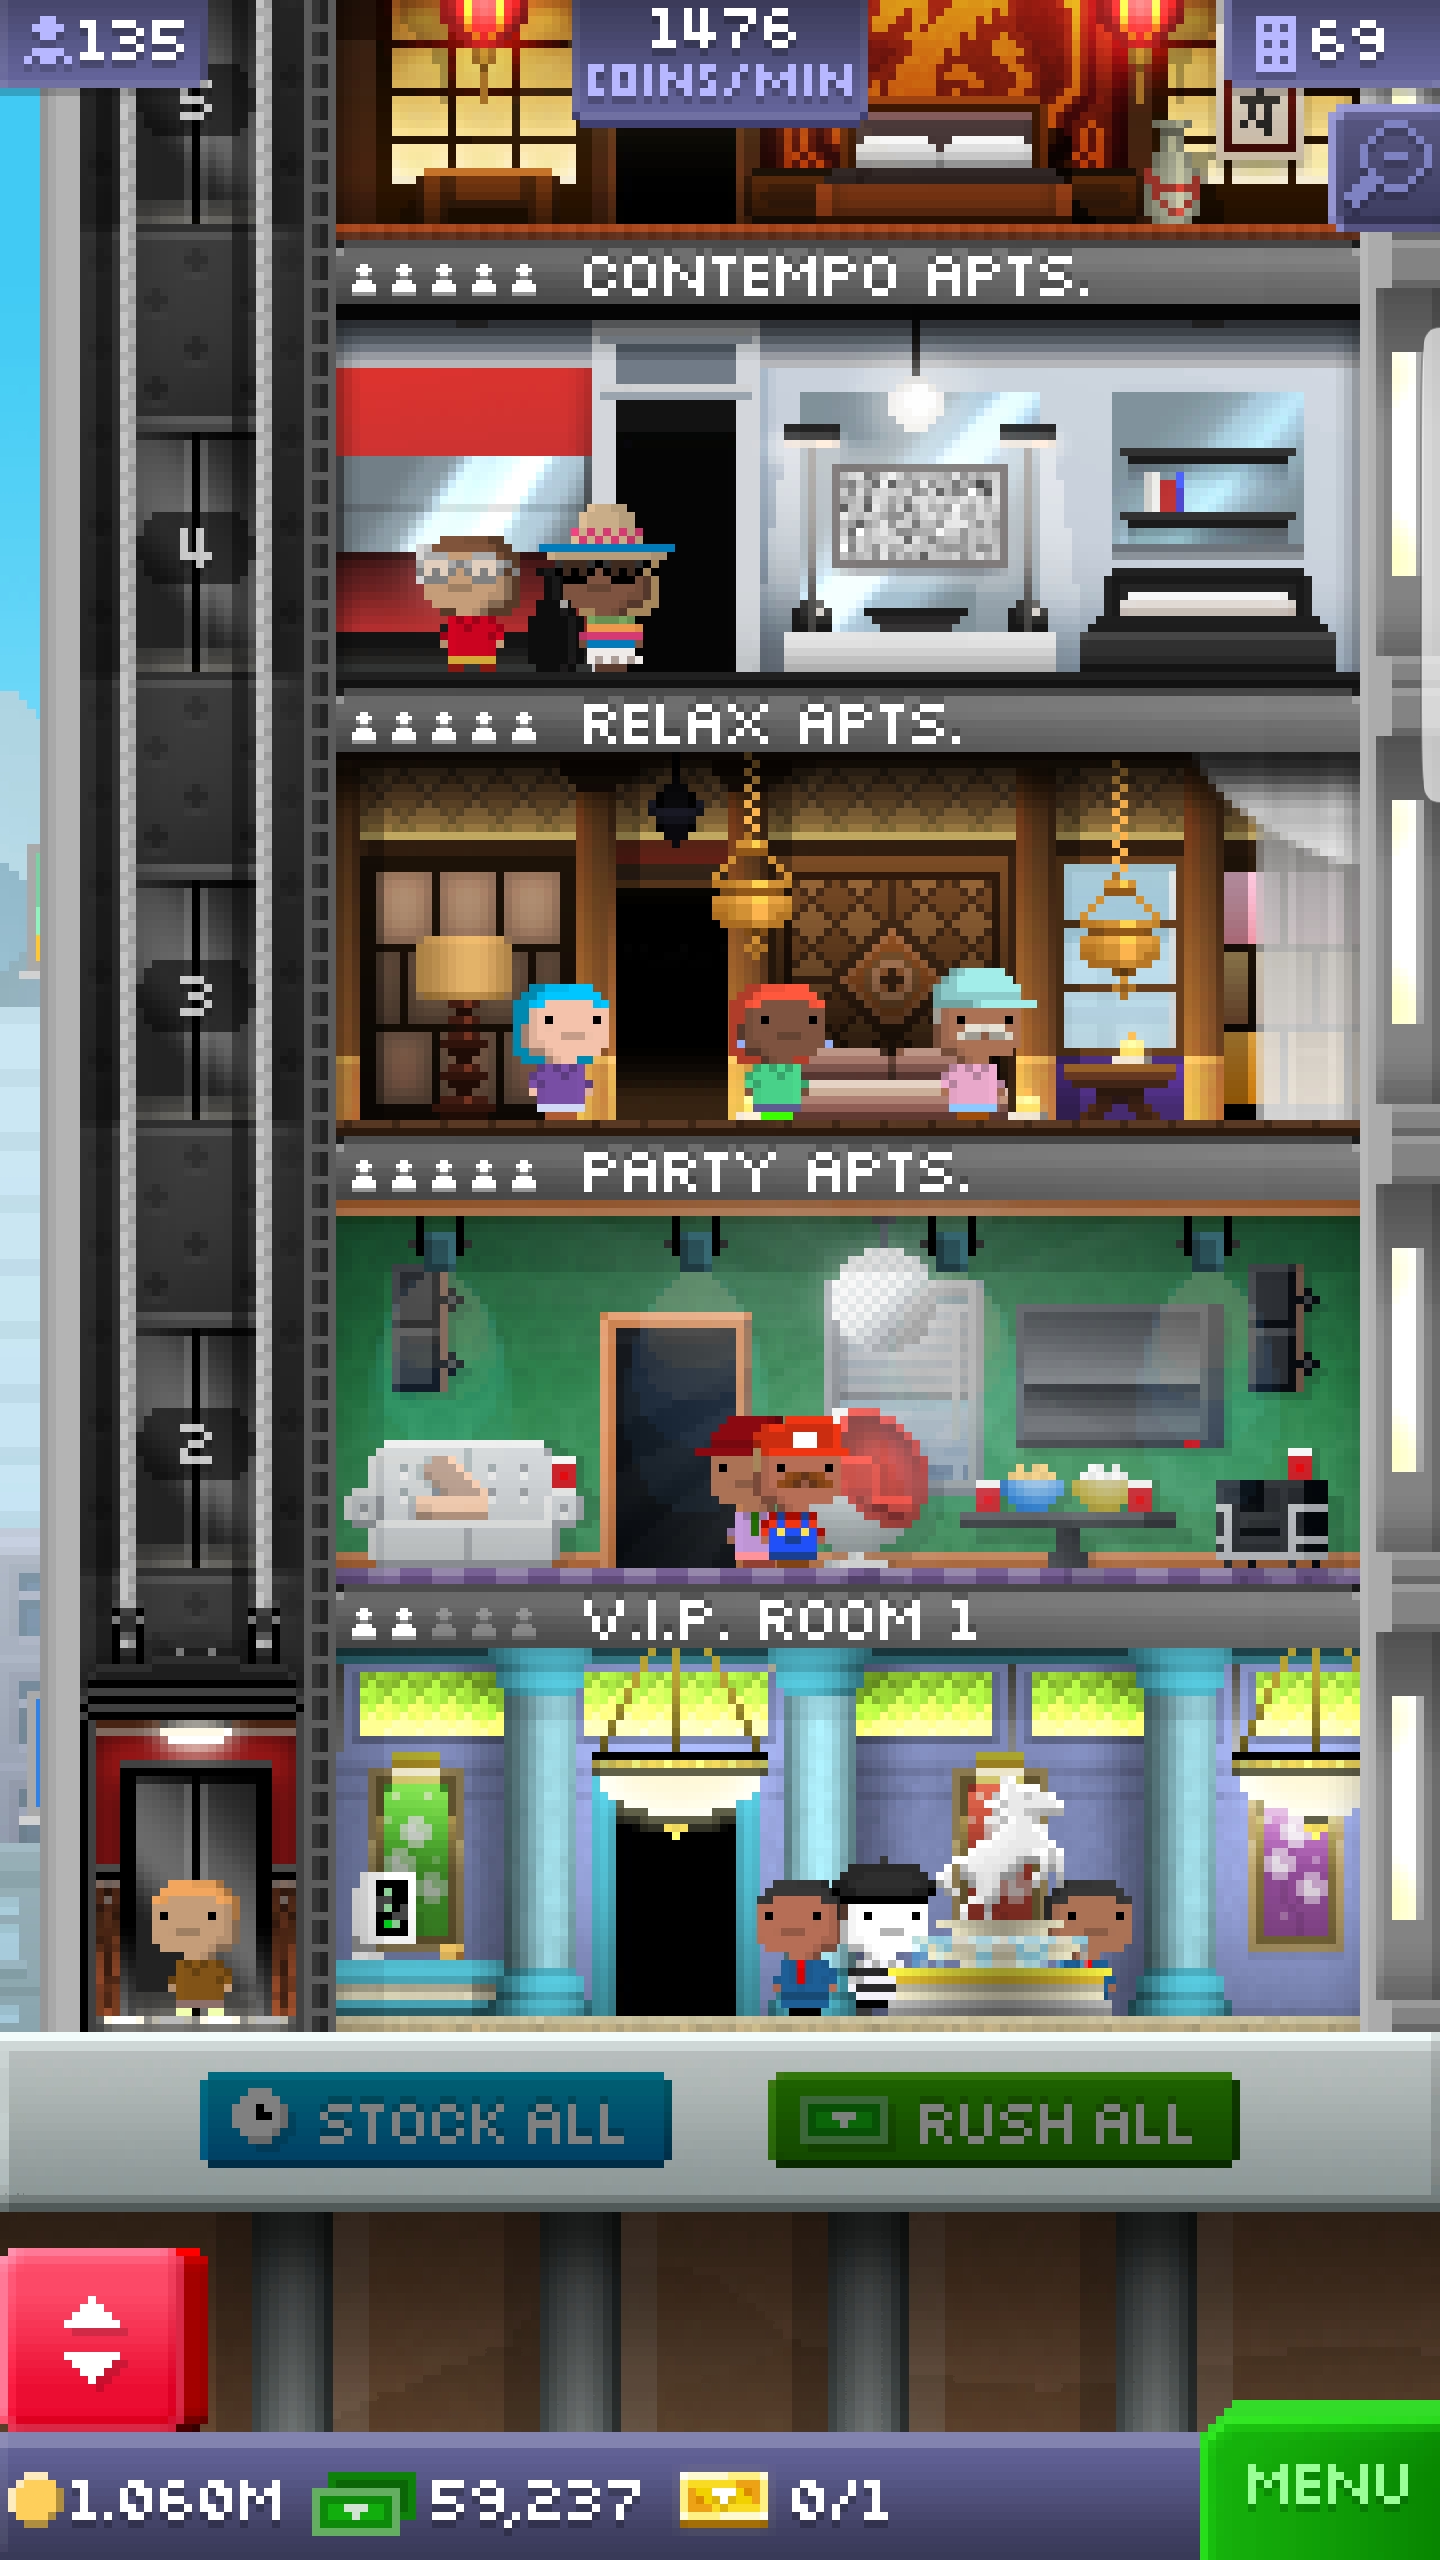 135
1476
COINS/MIN
69
5
CONTEMPO APTS.
4
RELAX APTS.
3
PARTY APTS.
2
V.I.P. ROOM 1
STOCK ALL
RUSH ALL
1.060M
59,237
0/1
MENU